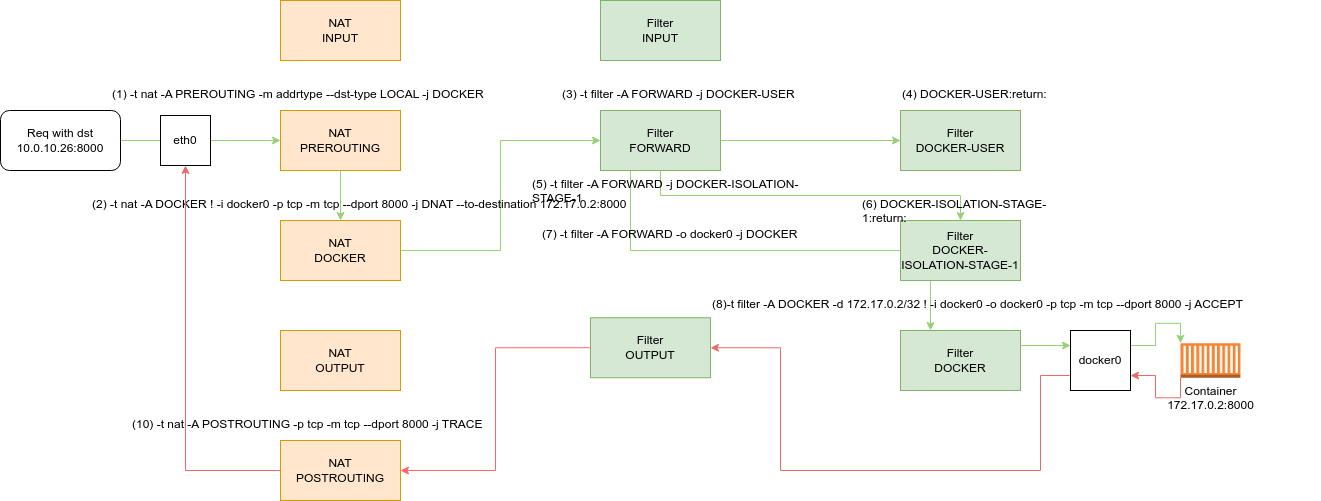 NAT
INPUT
Filter
INPUT
(1) -t nat -A PREROUTING -m addrtype --dst-type LOCAL -j DOCKER
(3) -t filter -A FORWARD -j DOCKER-USER
(4) DOCKER-USER:return:
Req with dst
10.0.10.26:8000
eth0
NAT
PREROUTING
Filter
FORWARD
Filter
DOCKER-USER
(5) -t filter -A FORWARD -j DOCKER-ISOLATION-
STAGE-1
(2) -t nat -A DOCKER ! -i docker0 -p tcp -m tcp --dport 8000 -j DNAT --to-destination 172.17.0.2:8000
(6) DOCKER-ISOLATION-STAGE-
1:return:
(7) -t filter -A FORWARD -o docker0 -j DOCKER
NAT
DOCKER
Filter
DOCKER-
ISOLATION-STAGE-1
(8)-t filter -A DOCKER -d 172.17.0.2/32 ! -i docker0 -o docker0 -p tcp -m tcp --dport 8000 -j ACCEPT
NAT
OUTPUT
Filter
OUTPUT
Filter
DOCKER
docker0
Container
172.17.0.2:8000
(10) -t nat -A POSTROUTING -p tcp -m tcp --dport 8000 -j TRACE
NAT
POSTROUTING